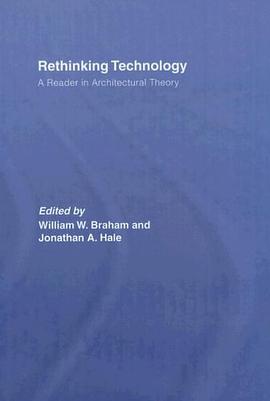 Rethinking Technology
A Reader in Architectural Theory
Edited by
William W. Braham and
Jonathan A. Hale